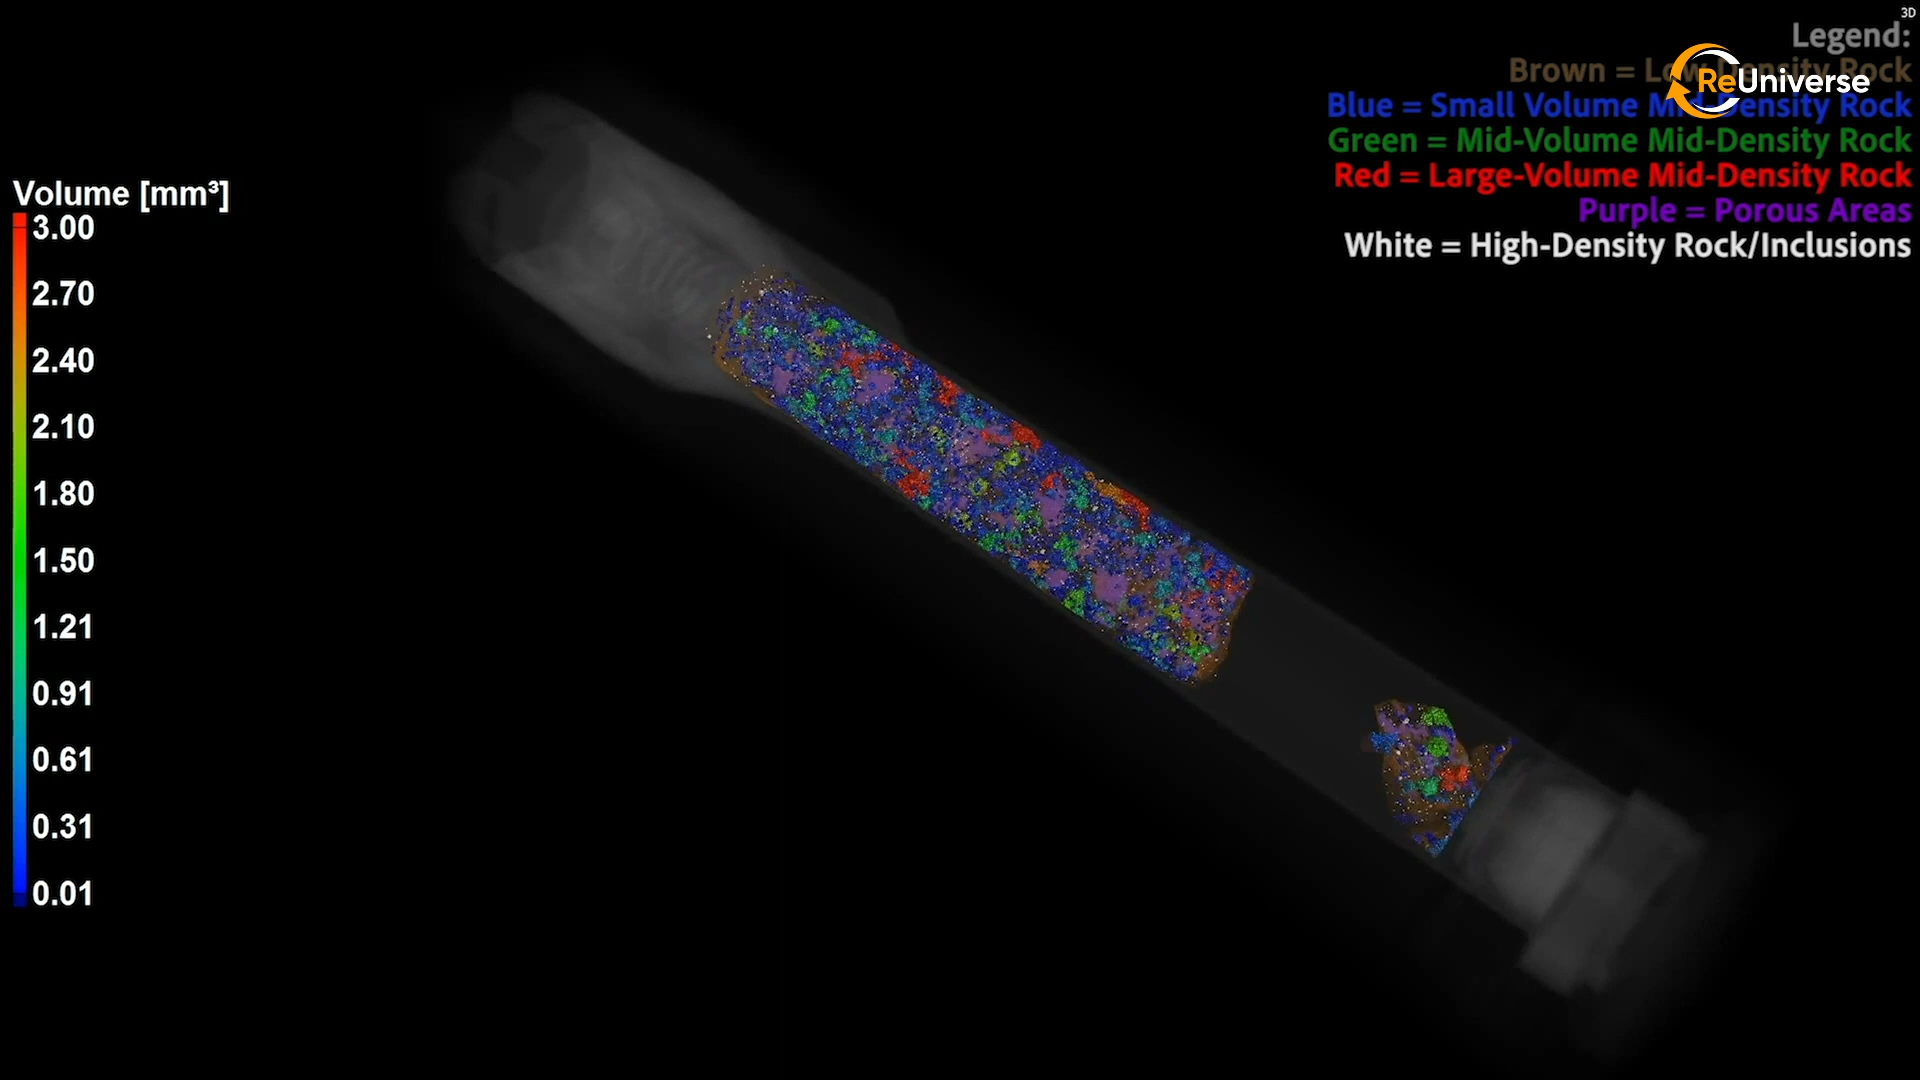 3D
Legend:
Brown = Low-Density Rock
ReUniverse
Blue = Small Volume Mid-Density Rock
Green = Mid-Volume Mid-Density Rock
Red = Large-Volume Mid-Density Rock
Purple = Porous Areas
White = High-Density Rock/Inclusions
Volume [mm³]
3.00
2.70
2.40
2.10
1.80
1.50
1.21
0.91
0.61
0.31
0.01